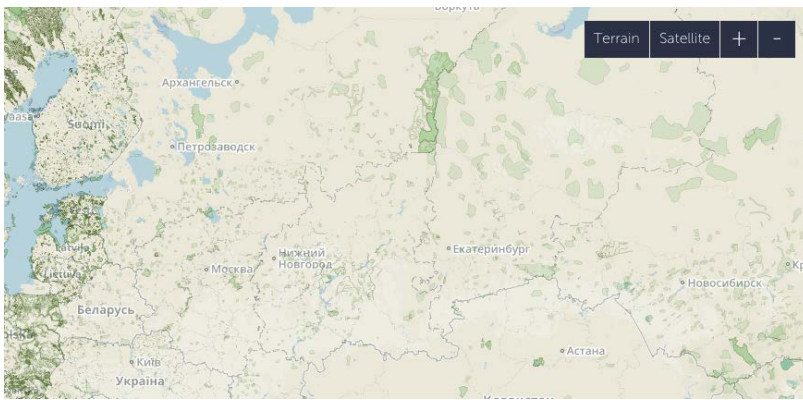 Воркута
Terrain
Satellite
+
-
Архангельск
Suomi
Петрозаводск
Latvija
Екатеринбург
Нижний
Новгород
Москва
Lietuva
Новосибирск
Беларусь
Астана
Київ
Україна